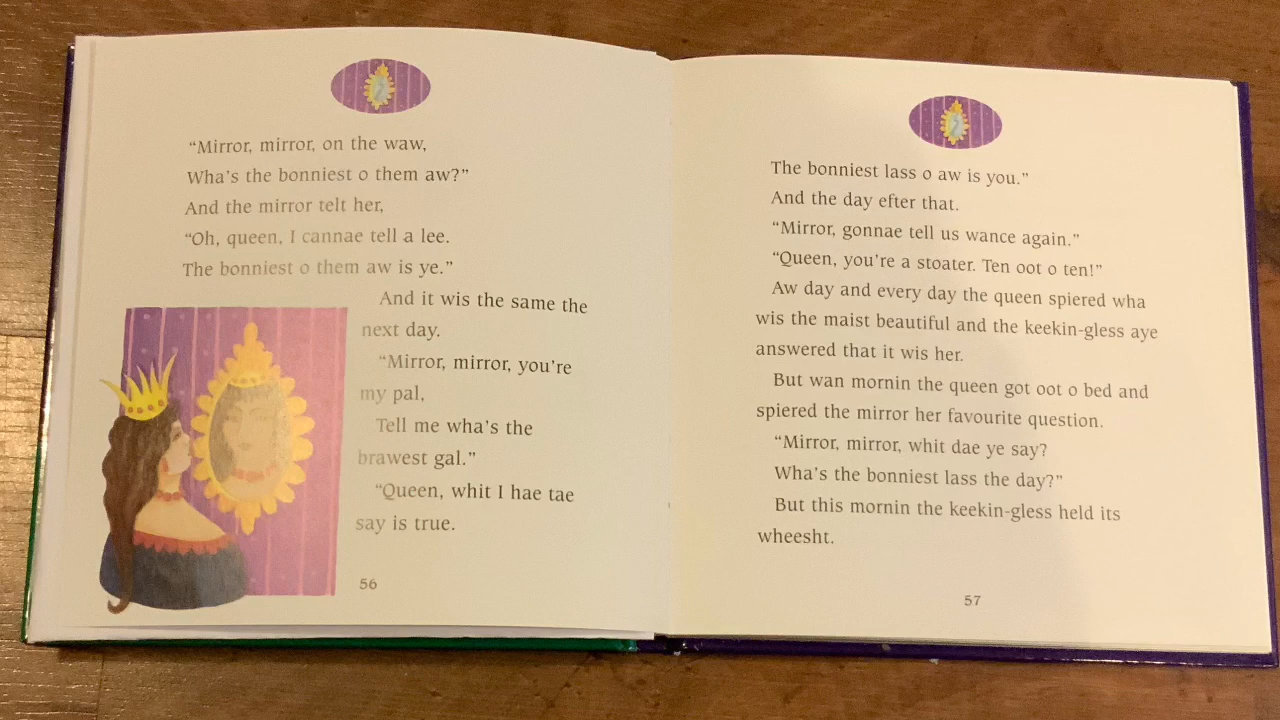 “Mirror, mirror, on the waw,
Wha’s the bonniest o them aw?”
And the mirror telt her,
“Oh, queen, I cannae tell a lee.
The bonniest o them aw is ye.”
And it wis the same the
next day.
“Mirror, mirror, you’re
my pal,
Tell me wha’s the
brawest gal.”
“Queen, whit I hae tae
say is true.
56
The bonniest lass o aw is you.”
And the day efter that.
“Mirror, gonnae tell us wance again.”
“Queen, you’re a stoater. Ten oot o ten!”
Aw day and every day the queen spiered wha
wis the maist beautiful and the keekin-gless aye
answered that it wis her.
But wan mornin the queen got oot o bed and
spiered the mirror her favourite question.
“Mirror, mirror, whit dae ye say?
Wha’s the bonniest lass the day?”
But this mornin the keekin-gless held its
wheesht.
57